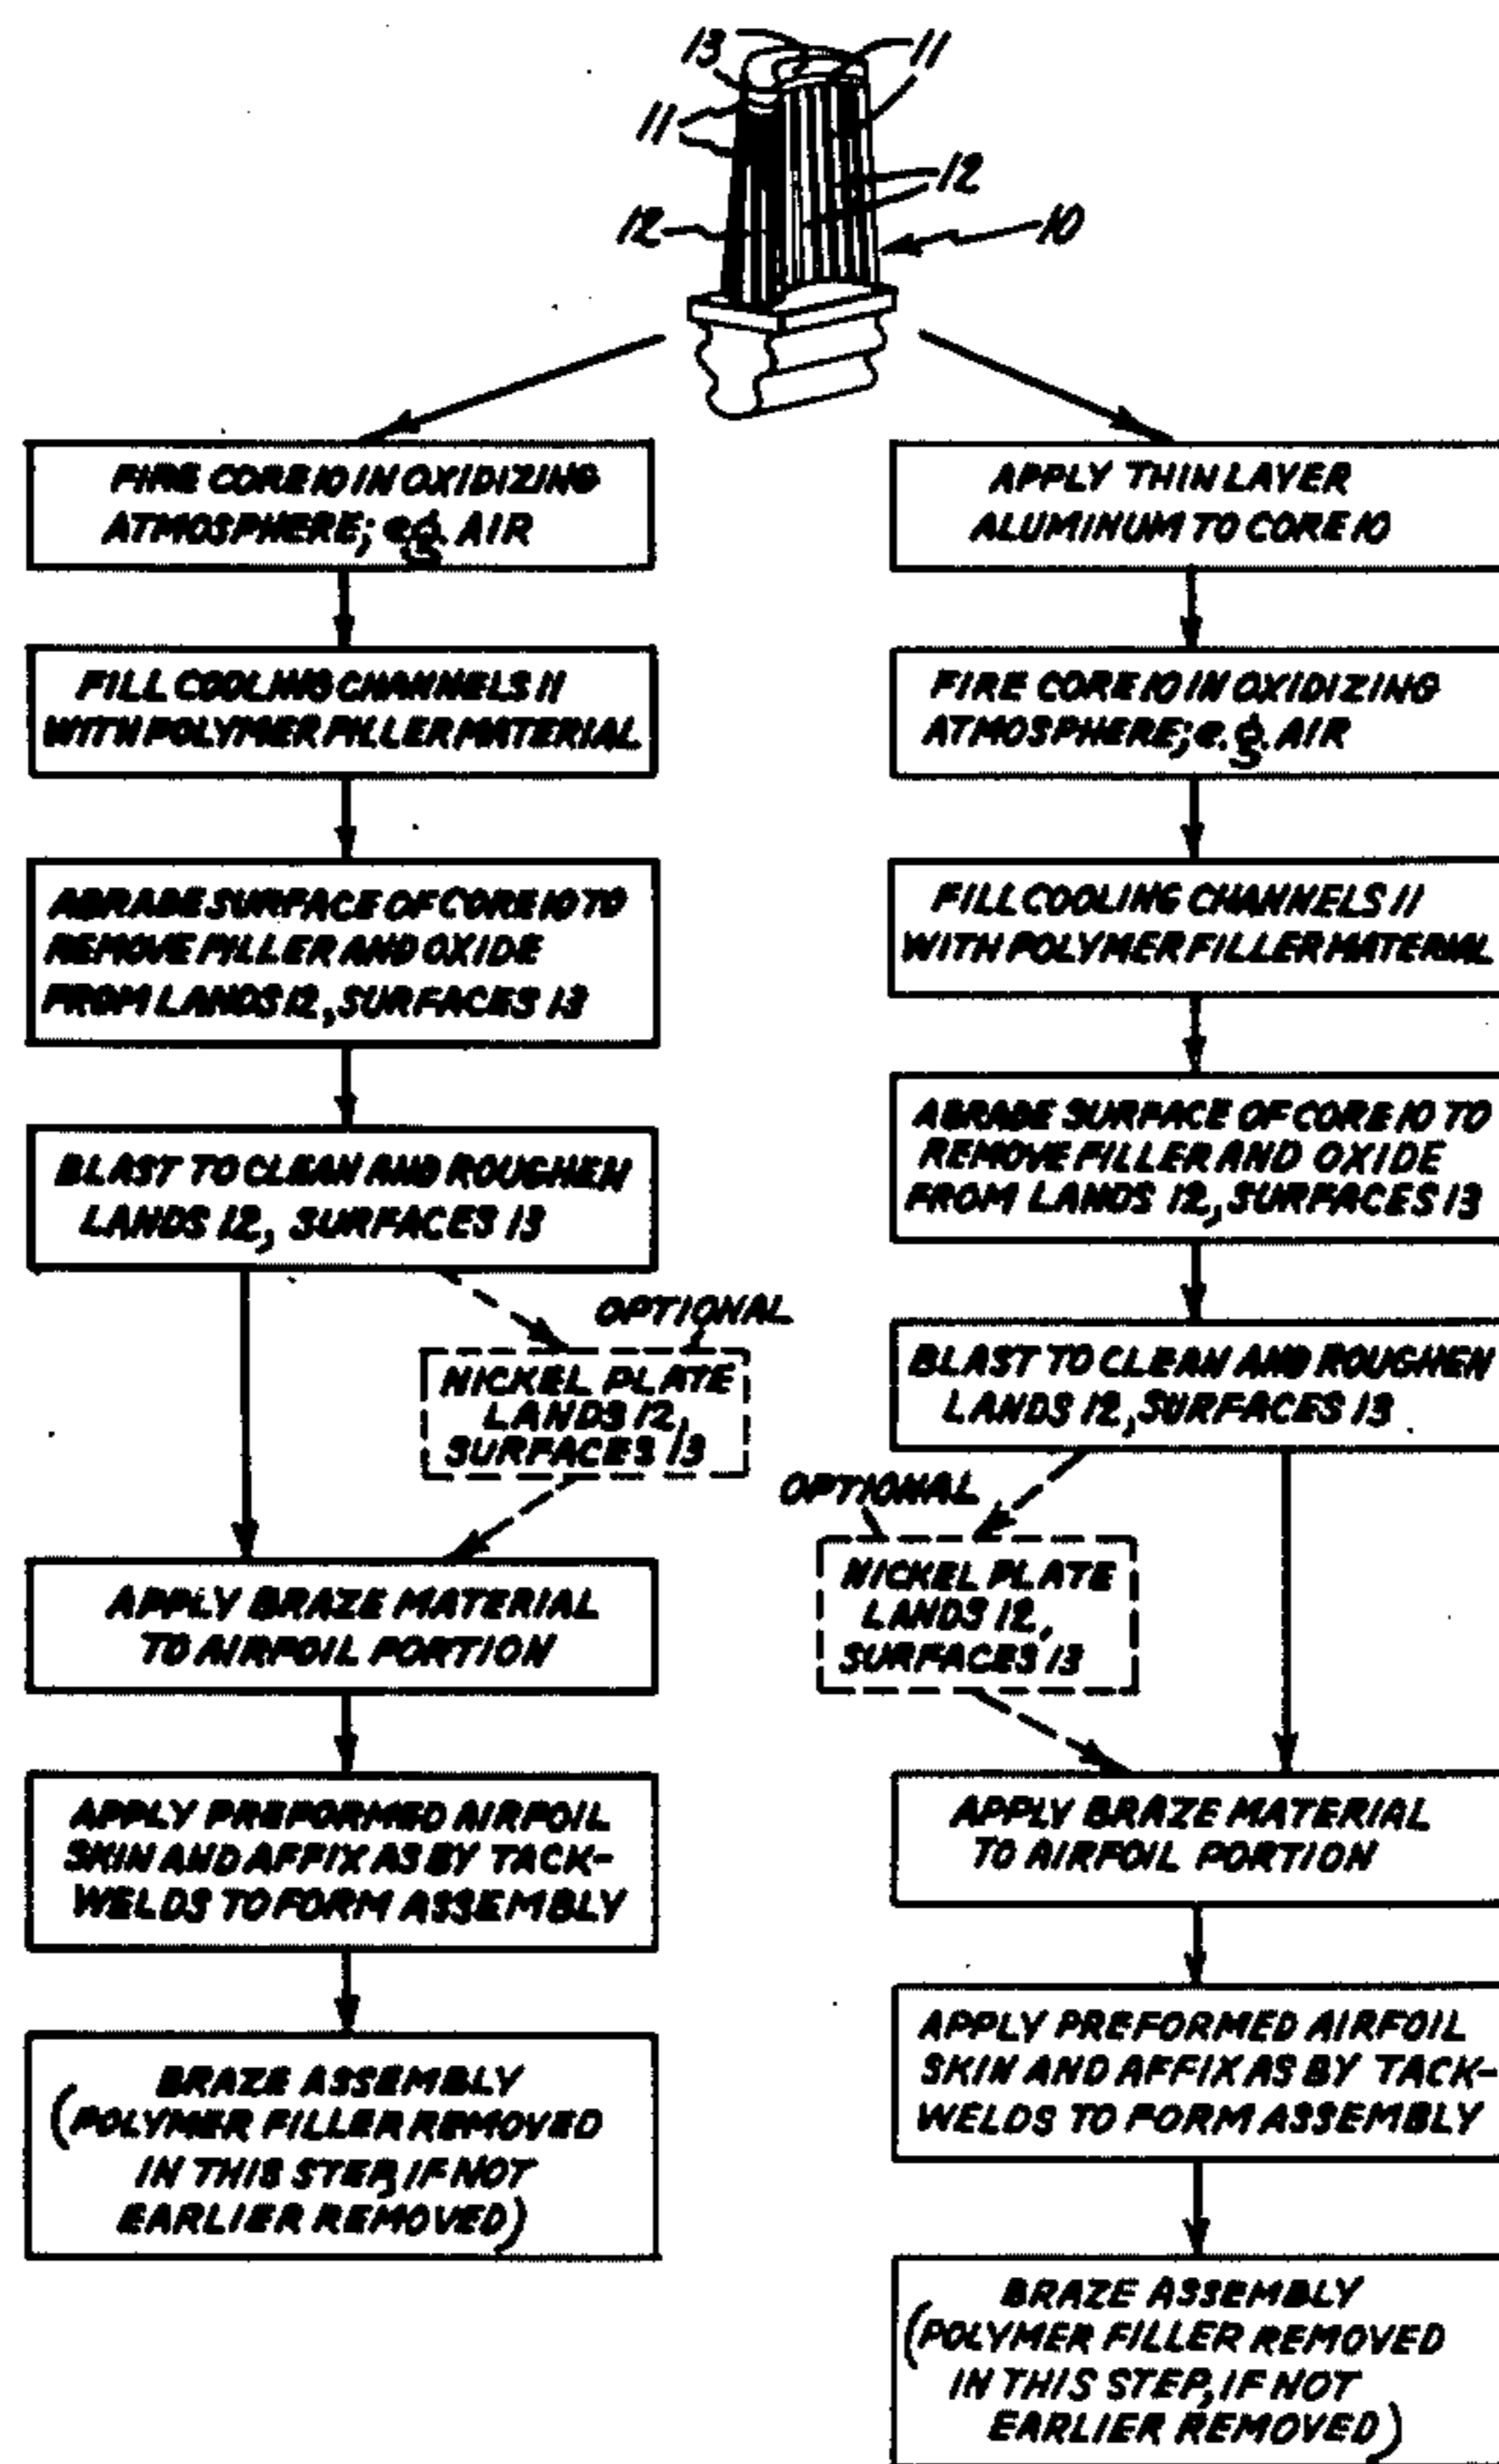 13
11
11
12
12
10
FIRE CORE 10 IN OXIDIZING
ATMOSPHERE; e.g. AIR
FILL COOLING CHANNELS 11
WITH POLYMER FILLER MATERIAL
ABRADE SURFACE OF CORE 10 TO
REMOVE FILLER AND OXIDE
FROM LANDS 12, SURFACES 13
BLAST TO CLEAN AND ROUGHEN
LANDS 12, SURFACES 13
OPTIONAL
NICKEL PLATE
LANDS 12,
SURFACES 13
APPLY BRAZE MATERIAL
TO AIRFOIL PORTION
APPLY PREFORMED AIRFOIL
SKIN AND AFFIX AS BY TACK-
WELDS TO FORM ASSEMBLY
BRAZE ASSEMBLY
(POLYMER FILLER REMOVED
IN THIS STEP, IF NOT
EARLIER REMOVED)
APPLY THIN LAYER
ALUMINUM TO CORE 10
FIRE CORE 10 IN OXIDIZING
ATMOSPHERE; e.g. AIR
FILL COOLING CHANNELS 11
WITH POLYMER FILLER MATERIAL
ABRADE SURFACE OF CORE 10 TO
REMOVE FILLER AND OXIDE
FROM LANDS 12, SURFACES 13
BLAST TO CLEAN AND ROUGHEN
LANDS 12, SURFACES 13
OPTIONAL
NICKEL PLATE
LANDS 12,
SURFACES 13
APPLY BRAZE MATERIAL
TO AIRFOIL PORTION
APPLY PREFORMED AIRFOIL
SKIN AND AFFIX AS BY TACK-
WELDS TO FORM ASSEMBLY
BRAZE ASSEMBLY
(POLYMER FILLER REMOVED
IN THIS STEP, IF NOT
EARLIER REMOVED)